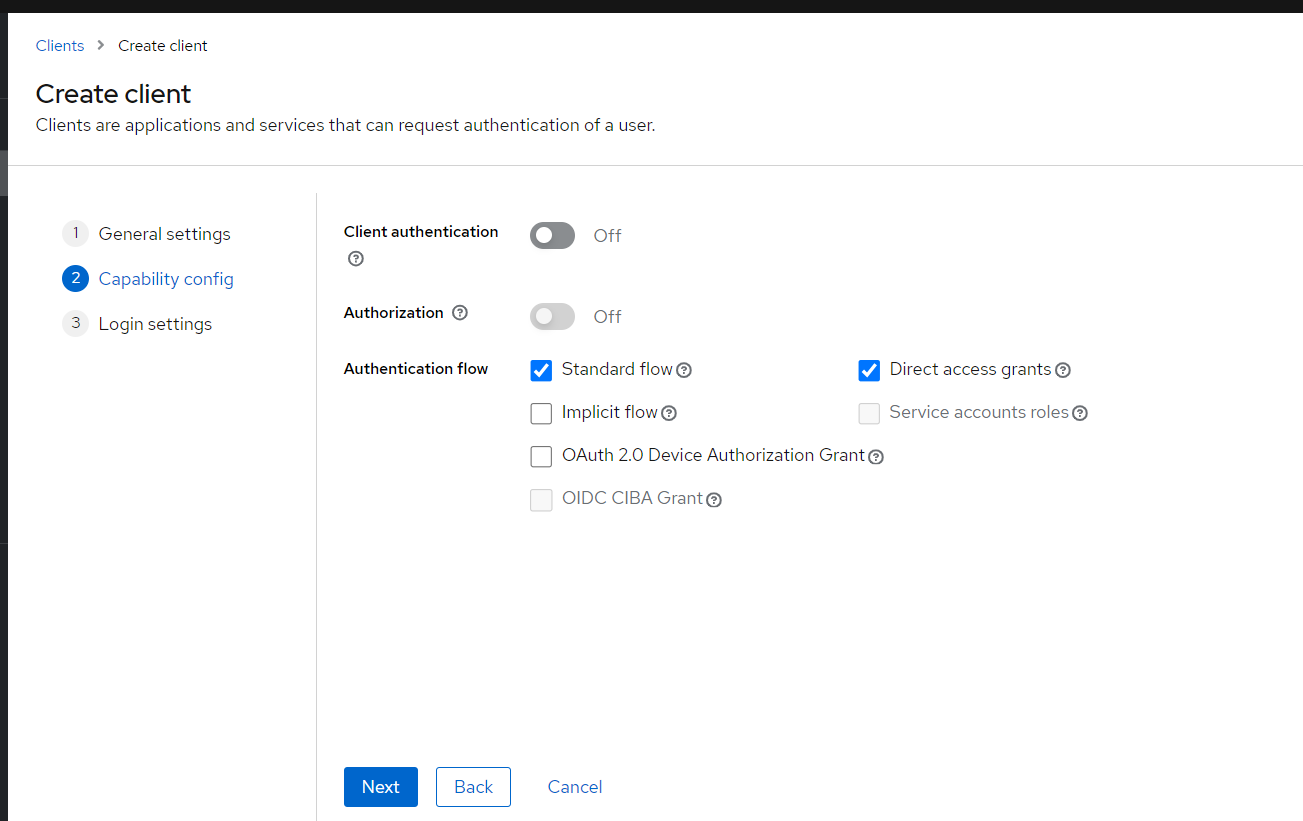 Clients > Create client
Create client
Clients are applications and services that can request authentication of a user.
1 General settings
2 Capability config
3 Login settings
Client authentication
Off
Authorization
Off
Authentication flow
Standard flow
Direct access grants
Implicit flow
Service accounts roles
OAuth 2.0 Device Authorization Grant
OIDC CIBA Grant
Next
Back
Cancel